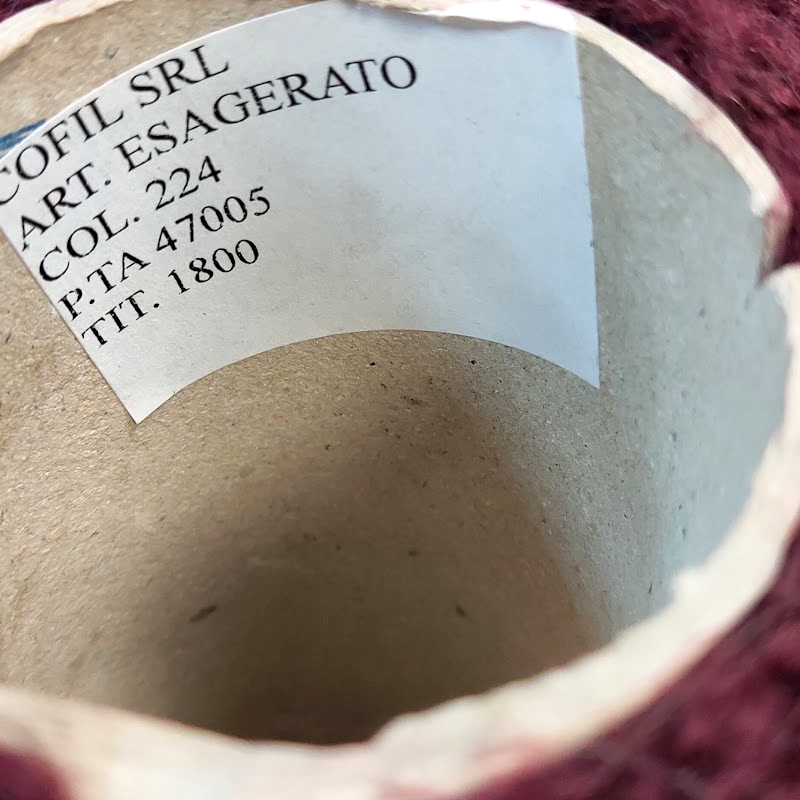 COFIL SRL
ART. ESAGERATO
COL. 224
P.TA 47005
TIT. 1800